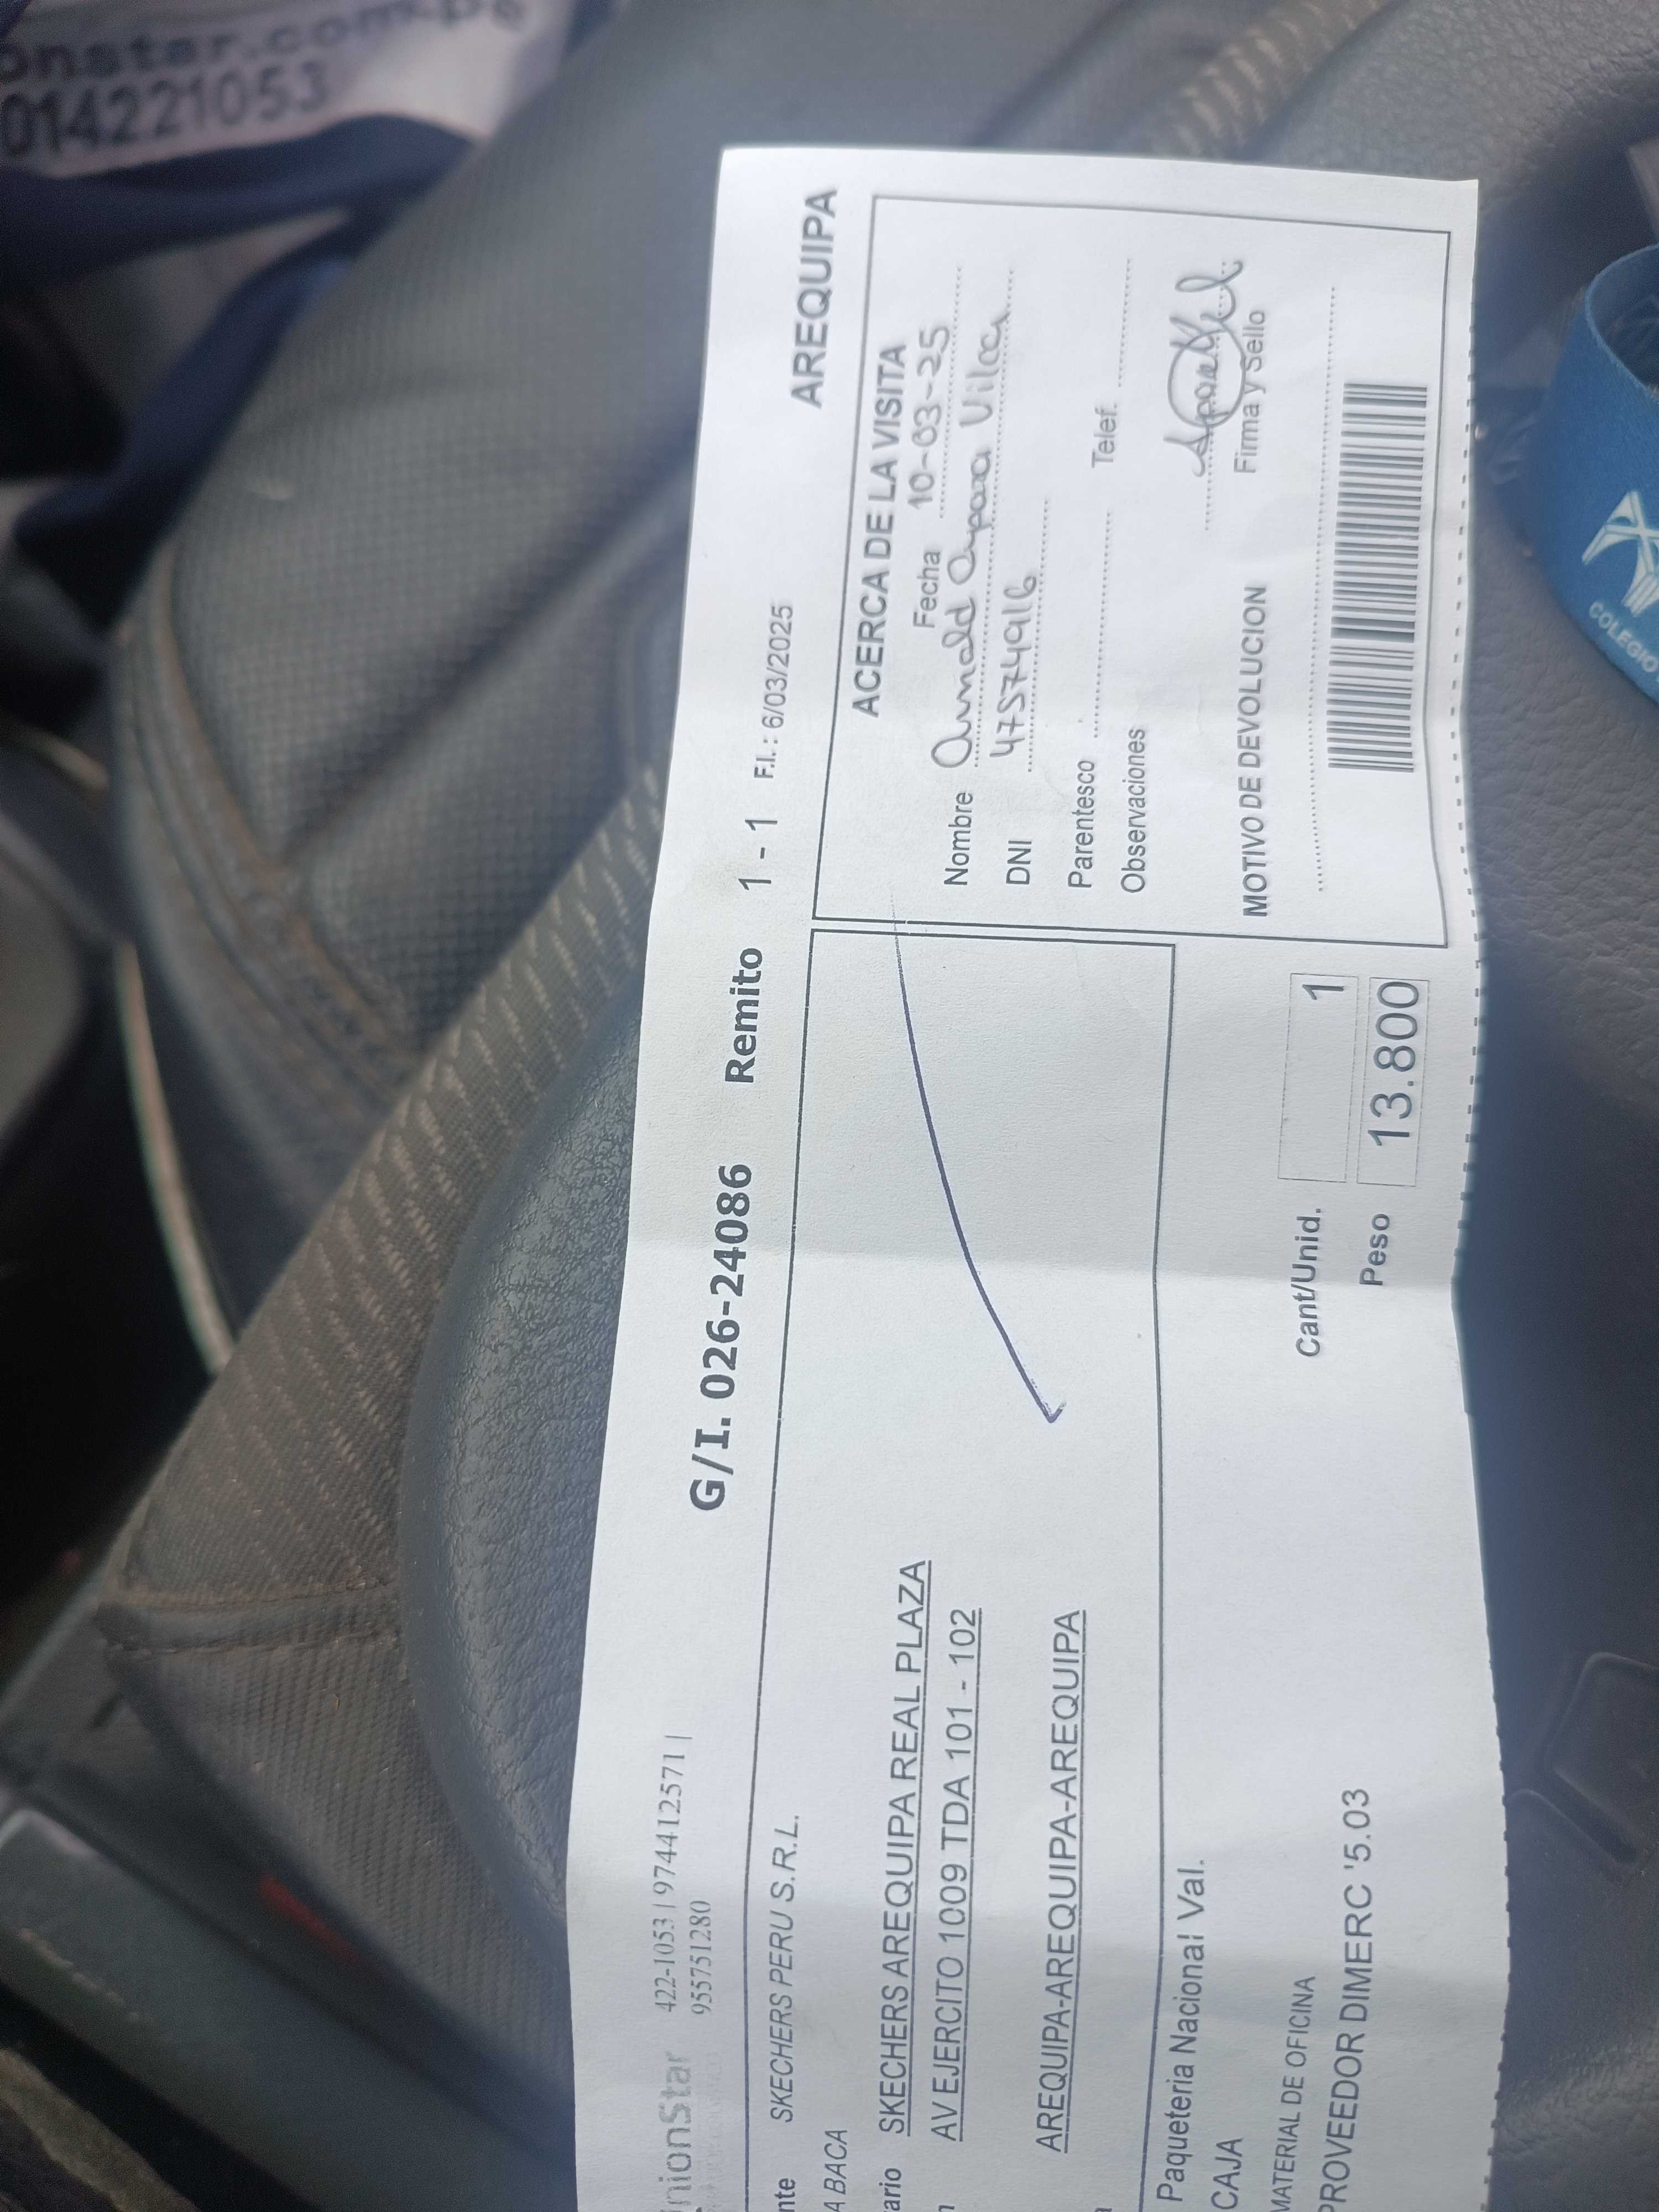 onstar.com.pe
014221053
nionStar 422-1053 | 974412571 |
955751280
G/I. 026-24086 Remito 1 - 1 F.I.: 6/03/2025 AREQUIPA
nte SKECHERS PERU S.R.L.
A BACA
ario SKECHERS AREQUIPA REAL PLAZA
n AV EJERCITO 1009 TDA 101 - 102
AREQUIPA-AREQUIPA-AREQUIPA
Paqueteria Nacional Val.
CAJA
MATERIAL DE OFICINA
PROVEEDOR DIMERC '5.03
Cant/Unid. 1
Peso 13.800
ACERCA DE LA VISITA
Fecha 10-03-25
Nombre Arnold Apaza Vilca
DNI 47574916
Parentesco Telef.
Observaciones
Firma y Sello
MOTIVO DE DEVOLUCION
COLEGIO